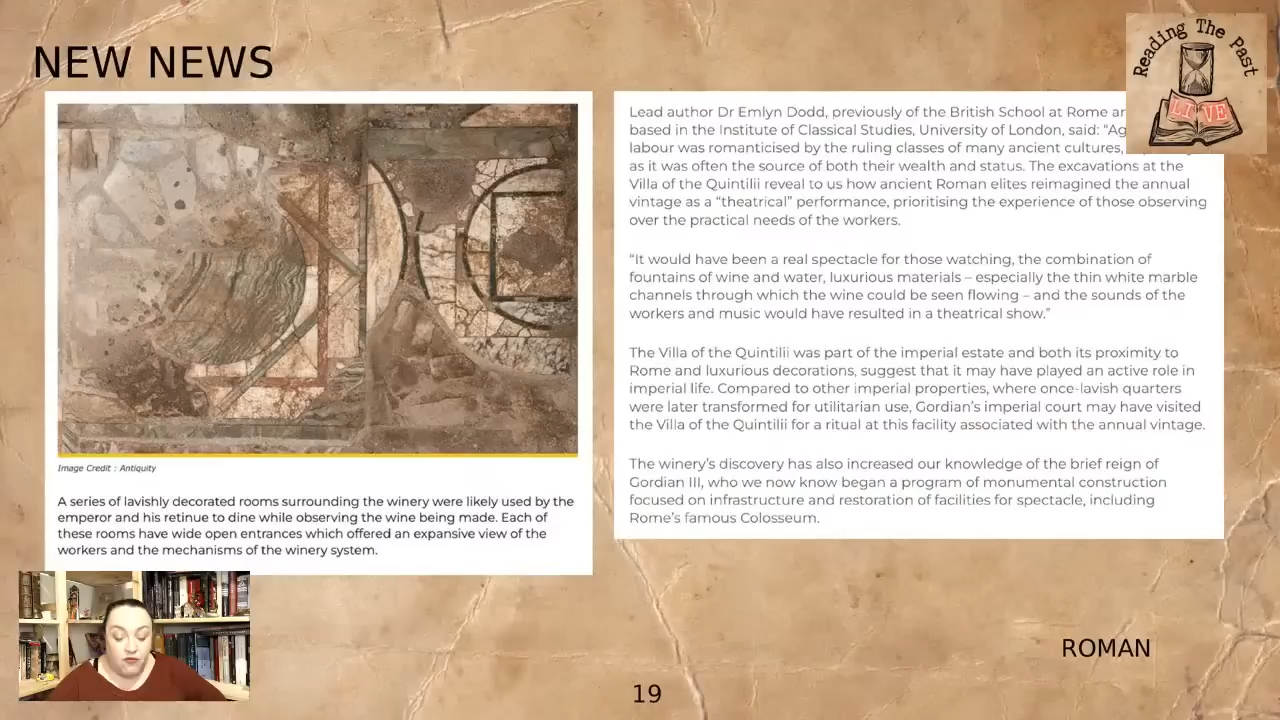 NEW NEWS
Reading The Past
LIVE
Image Credit : Antiquity
A series of lavishly decorated rooms surrounding the winery were likely used by the
emperor and his retinue to dine while observing the wine being made. Each of
these rooms have wide open entrances which offered an expansive view of the
workers and the mechanisms of the winery system.
Lead author Dr Emlyn Dodd, previously of the British School at Rome
based in the Institute of Classical Studies, University of London, said:
labour was romanticised by the ruling classes of many ancient cultures,
as it was often the source of both their wealth and status. The excavations at the
Villa of the Quintilii reveal to us how ancient Roman elites reimagined the annual
vintage as a “theatrical” performance, prioritising the experience of those observing
over the practical needs of the workers.
“It would have been a real spectacle for those watching, the combination of
fountains of wine and water, luxurious materials – especially the thin white marble
channels through which the wine could be seen flowing – and the sounds of the
workers and music would have resulted in a theatrical show.”
The Villa of the Quintilii was part of the imperial estate and both its proximity to
Rome and luxurious decorations, suggest that it may have played an active role in
imperial life. Compared to other imperial properties, where once-lavish quarters
were later transformed for utilitarian use, Gordian’s imperial court may have visited
the Villa of the Quintilii for a ritual at this facility associated with the annual vintage.
The winery’s discovery has also increased our knowledge of the brief reign of
Gordian III, who we now know began a program of monumental construction
focused on infrastructure and restoration of facilities for spectacle, including
Rome’s famous Colosseum.
ROMAN
19